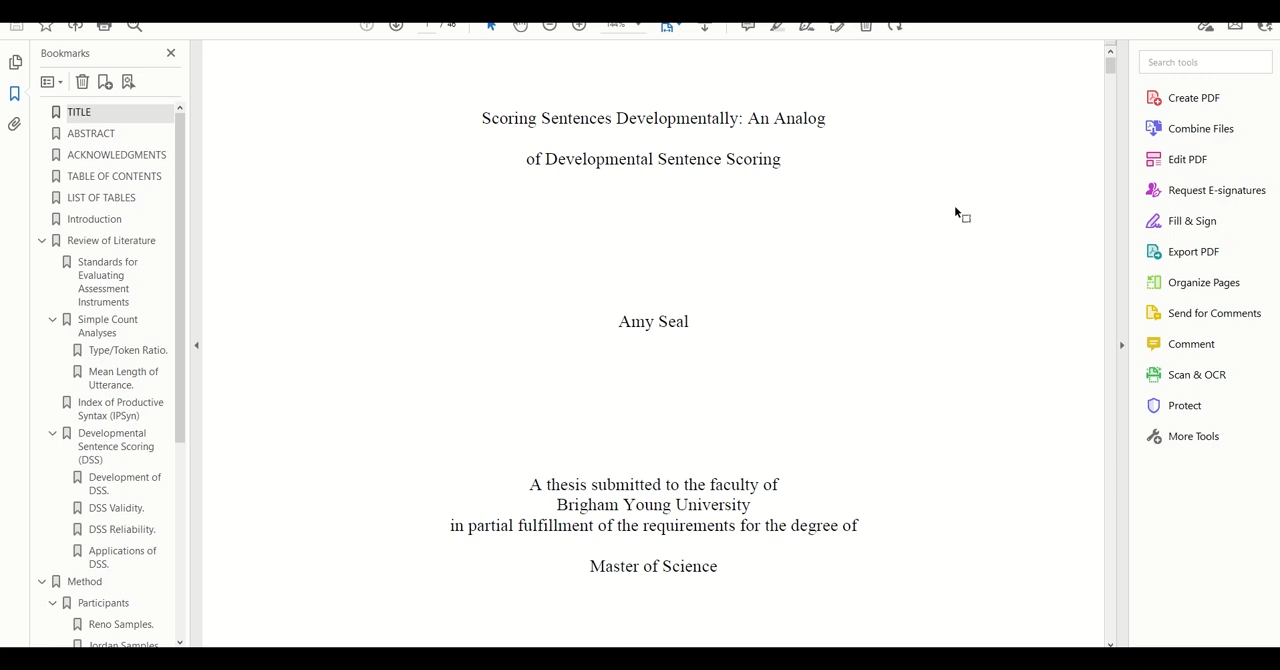 144%
1 / 48
Bookmarks
TITLE
ABSTRACT
ACKNOWLEDGMENTS
TABLE OF CONTENTS
LIST OF TABLES
Introduction
Review of Literature
Standards for
Evaluating
Assessment
Instruments
Simple Count
Analyses
Type/Token Ratio.
Mean Length of
Utterance.
Index of Productive
Syntax (IPSyn)
Developmental
Sentence Scoring
(DSS)
Development of
DSS.
DSS Validity.
DSS Reliability.
Applications of
DSS.
Method
Participants
Reno Samples.
Jordan Samples.
Scoring Sentences Developmentally: An Analog
of Developmental Sentence Scoring
Amy Seal
A thesis submitted to the faculty of
Brigham Young University
in partial fulfillment of the requirements for the degree of
Master of Science
Search tools
Create PDF
Combine Files
Edit PDF
Request E-signatures
Fill & Sign
Export PDF
Organize Pages
Send for Comments
Comment
Scan & OCR
Protect
More Tools